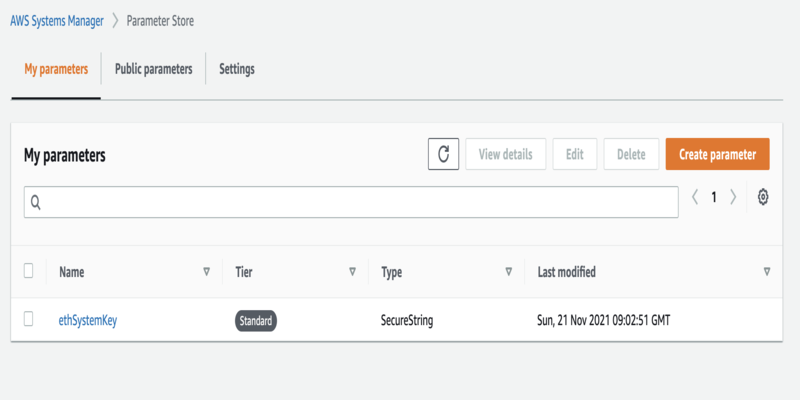 AWS Systems Manager > Parameter Store
My parameters Public parameters Settings
My parameters View details Edit Delete Create parameter
1
Name Tier Type Last modified
ethSystemKey Standard SecureString Sun, 21 Nov 2021 09:02:51 GMT